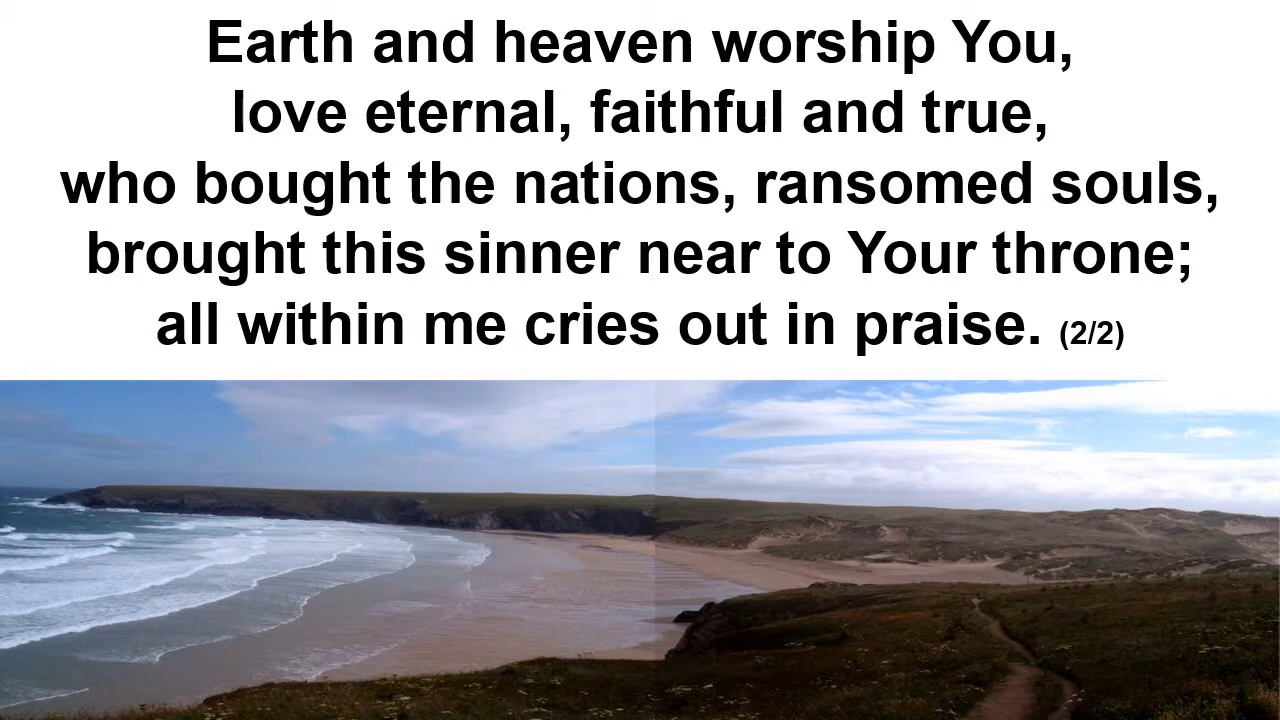 Earth and heaven worship You,
love eternal, faithful and true,
who bought the nations, ransomed souls,
brought this sinner near to Your throne;
all within me cries out in praise. (2/2)